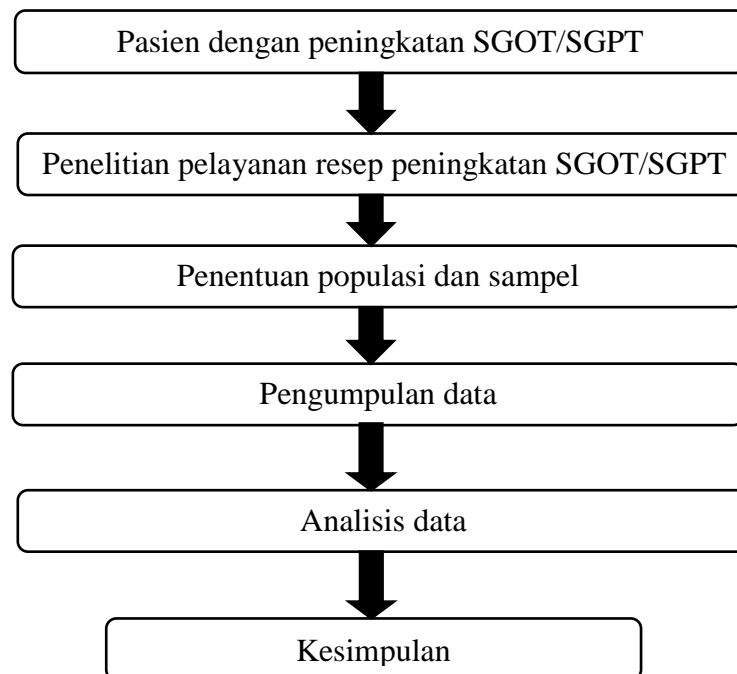 Pasien dengan peningkatan SGOT/SGPT
Penelitian pelayanan resep peningkatan SGOT/SGPT
Penentuan populasi dan sampel
Pengumpulan data
Analisis data
Kesimpulan